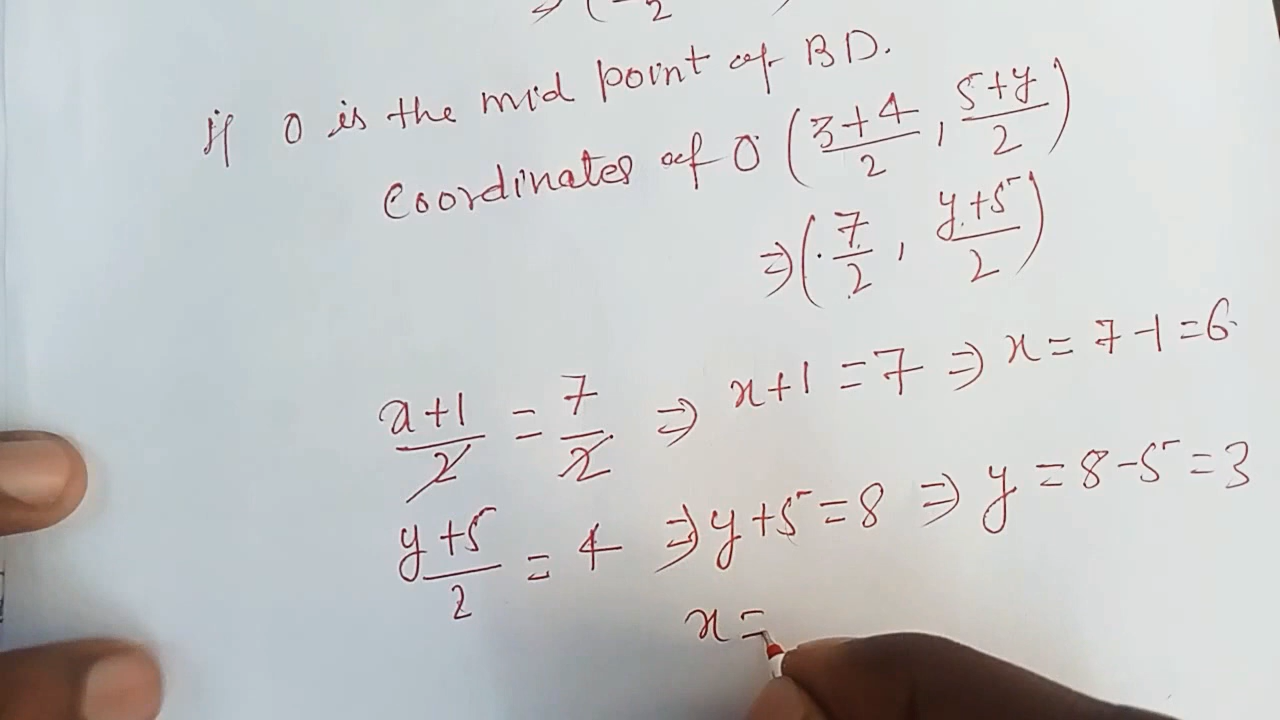 ⇒ ( 2
if O is the mid point of BD.
Coordinates of O (3+4/2, 5+y/2)
⇒ (7/2, y+5/2)
x+1/2 = 7/2 ⇒ x+1 = 7 ⇒ x = 7-1 = 6
y+5/2 = 4 ⇒ y+5 = 8 ⇒ y = 8-5 = 3
x =